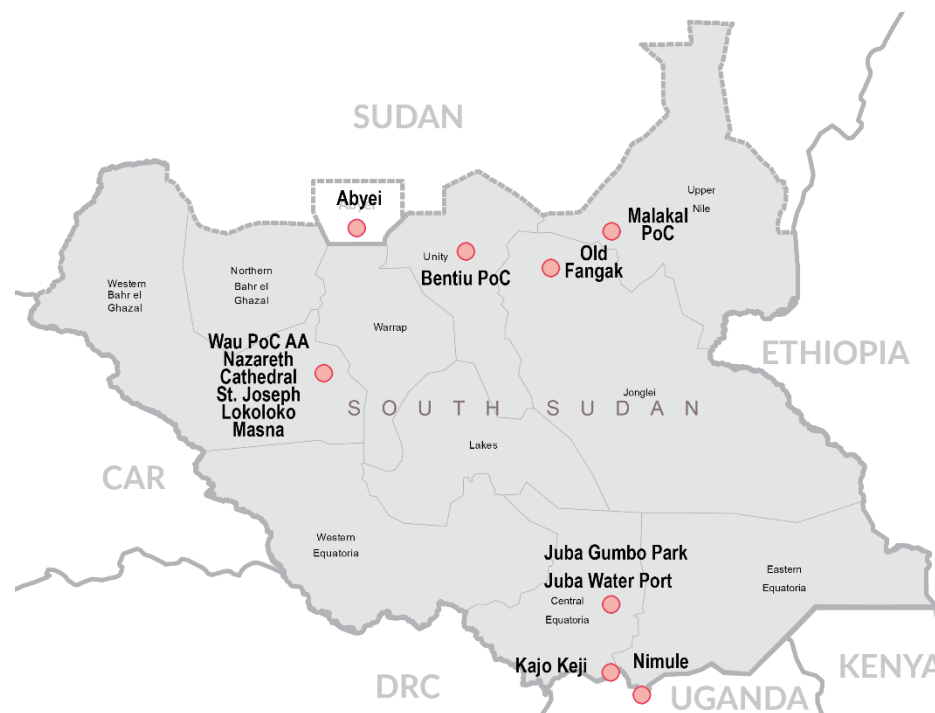 SUDAN
Abyei
Upper
Nile
Malakal
PoC
Old
Fangak
Unity
Bentiu PoC
Northern
Bahr el
Ghazal
Western
Bahr el
Ghazal
Warrap
Wau PoC AA
Nazareth
Cathedral
St. Joseph
Lokoloko
Masna
ETHIOPIA
Jonglei
SOUTH SUDAN
Lakes
CAR
Western
Equatoria
Juba Gumbo Park
Juba Water Port
Central
Equatoria
Eastern
Equatoria
Kajo Keji
Nimule
DRC
UGANDA
KENYA